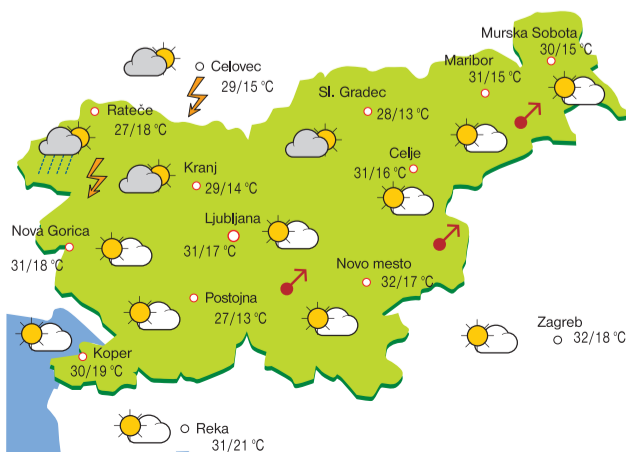 Murska Sobota
30/15 °C
Maribor
31/15 °C
Celovec
29/15 °C
Sl. Gradec
28/13 °C
Rateče
27/18 °C
Celje
31/16 °C
Kranj
29/14 °C
Ljubljana
31/17 °C
Nova Gorica
31/18 °C
Novo mesto
32/17 °C
Postojna
27/13 °C
Zagreb
32/18 °C
Koper
30/19 °C
Reka
31/21 °C